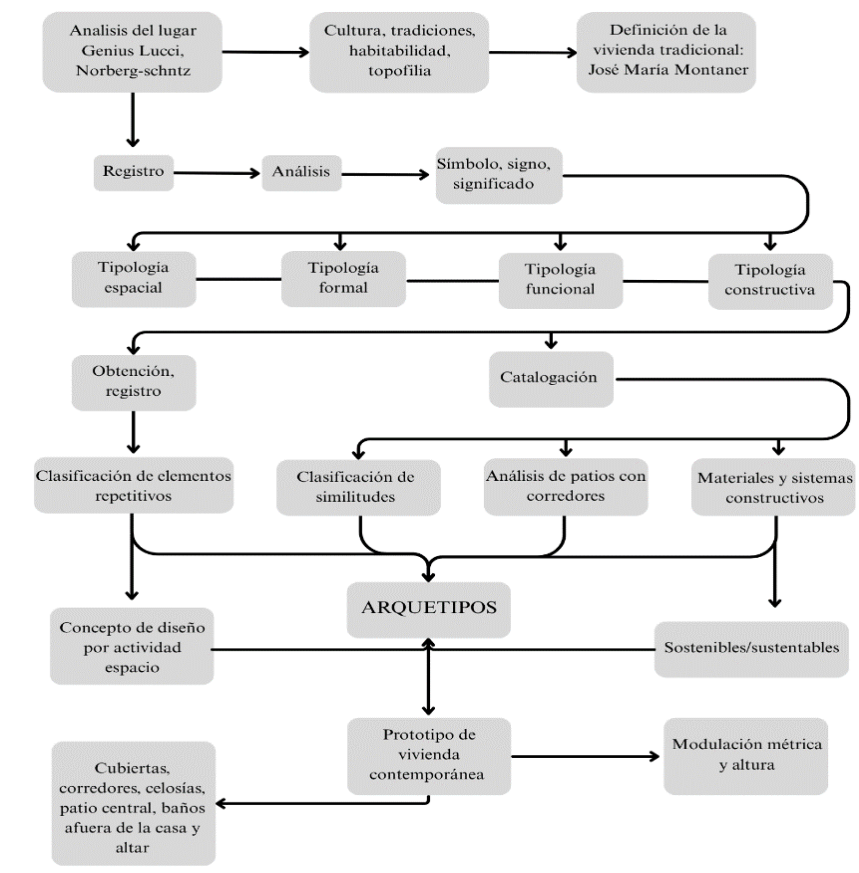 Analisis del lugar
Genius Lucci,
Norberg-schntz
Cultura, tradiciones,
habitabilidad,
topofilia
Definición de la
vivienda tradicional:
José María Montaner
Registro
Análisis
Símbolo, signo,
significado
Tipología
espacial
Tipología
formal
Tipología
funcional
Tipología
constructiva
Obtención,
registro
Catalogación
Clasificación de elementos
repetitivos
Clasificación de
similitudes
Análisis de patios con
corredores
Materiales y sistemas
constructivos
ARQUETIPOS
Concepto de diseño
por actividad
espacio
Sostenibles/sustentables
Prototipo de
vivienda
contemporánea
Modulación métrica
y altura
Cubiertas,
corredores, celosías,
patio central, baños
afuera de la casa y
altar